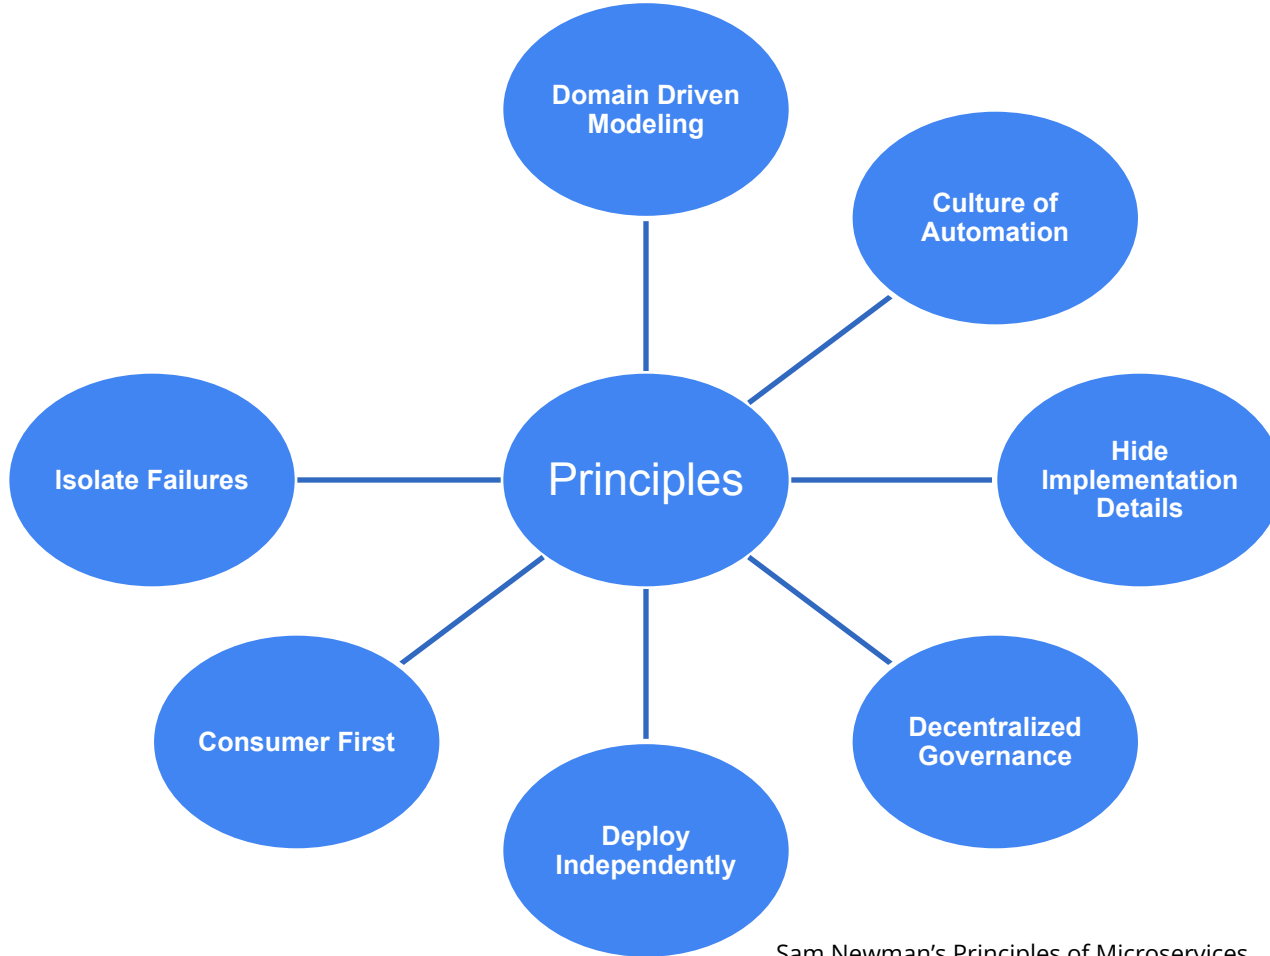 Domain Driven
Modeling
Culture of
Automation
Hide
Implementation
Details
Isolate Failures
Principles
Consumer First
Decentralized
Governance
Deploy
Independently
Sam Newman's Principles of Microservices